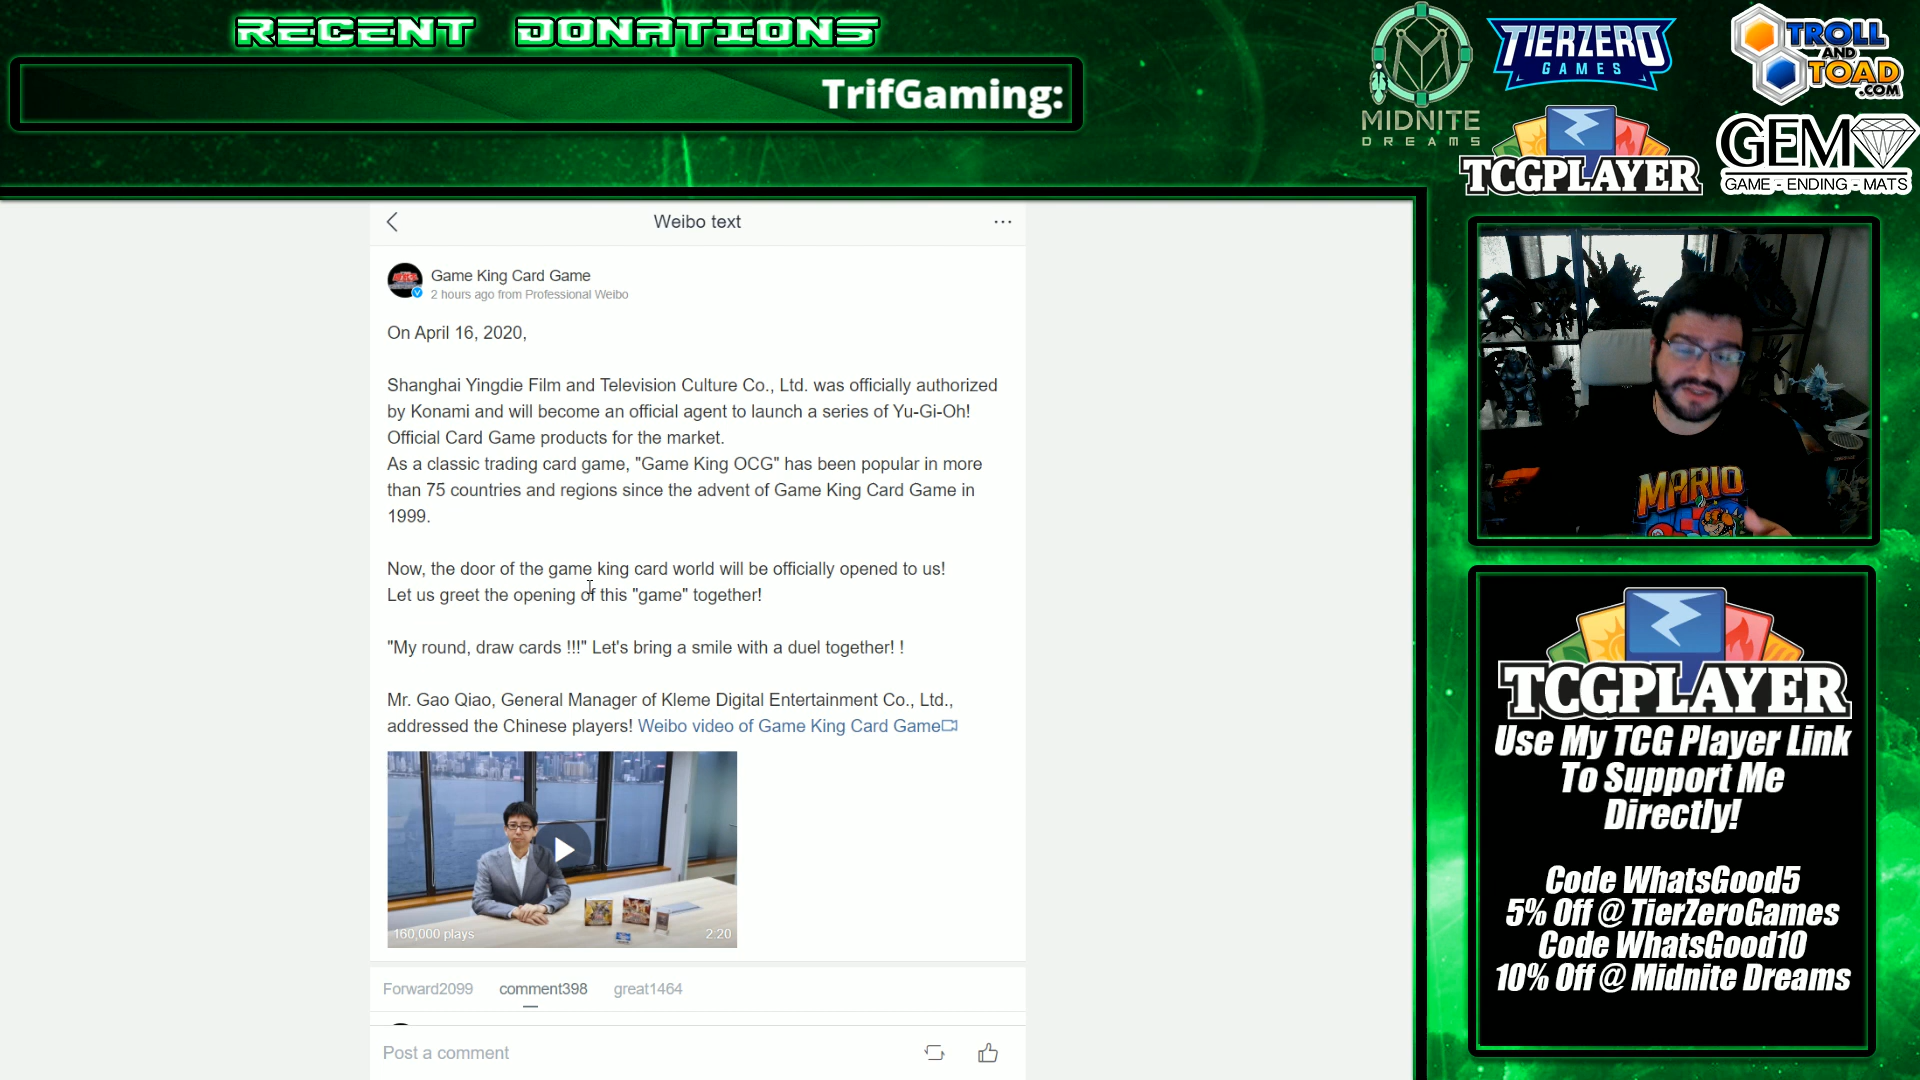 RECENT DONATIONS
TrifGaming:
MIDNITE
DREAMS
TIERZERO
GAMES
TROLL
AND
TOAD
.COM
TCGPLAYER
GEM
GAME - ENDING - MATS
Weibo text
Game King Card Game
2 hours ago from Professional Weibo
On April 16, 2020,
Shanghai Yingdie Film and Television Culture Co., Ltd. was officially authorized
by Konami and will become an official agent to launch a series of Yu-Gi-Oh!
Official Card Game products for the market.
As a classic trading card game, "Game King OCG" has been popular in more
than 75 countries and regions since the advent of Game King Card Game in
1999.
Now, the door of the game king card world will be officially opened to us!
Let us greet the opening of this "game" together!
"My round, draw cards !!!" Let's bring a smile with a duel together! !
Mr. Gao Qiao, General Manager of Kleme Digital Entertainment Co., Ltd.,
addressed the Chinese players! Weibo video of Game King Card Game
160,000 plays
2:20
Forward2099 comment398 great1464
Post a comment
MARIO
TCGPLAYER
Use My TCG Player Link
To Support Me
Directly!
Code WhatsGood5
5% Off @ TierZeroGames
Code WhatsGood10
10% Off @ Midnite Dreams